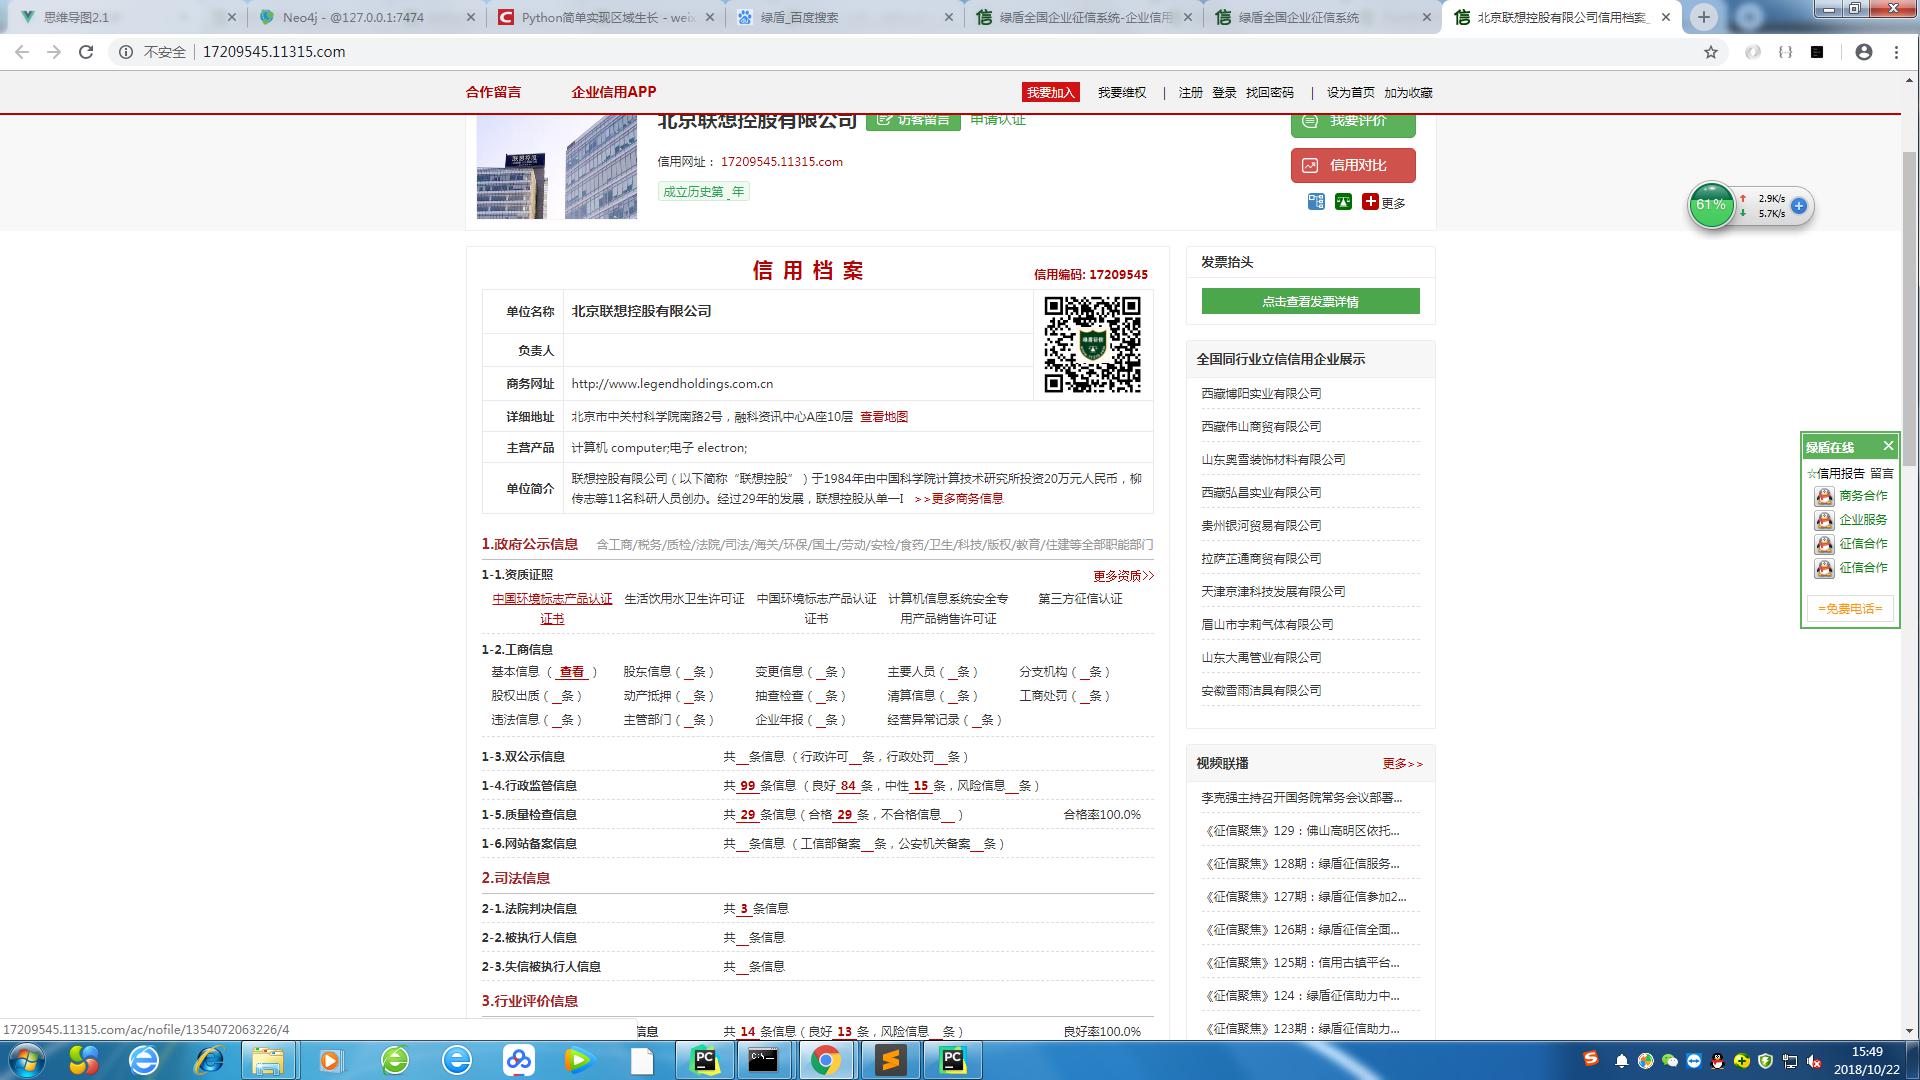 思维导图2.1
Neo4j - @127.0.0.1:7474
Python简单实现区域生长 - weix
绿盾_百度搜索
绿盾全国企业征信系统-企业信用
绿盾全国企业征信系统
北京联想控股有限公司信用档案_
不安全
17209545.11315.com
合作留言
企业信用APP
我要加入
我要维权 | 注册 登录 找回密码 | 设为首页 加为收藏
北京联想控股有限公司
访客留言
申请认证
我要评价
信用网址： 17209545.11315.com
信用对比
成立历史第_年
更多
61%
2.9K/s
5.7K/s
信 用 档 案
信用编码: 17209545
单位名称 北京联想控股有限公司
负责人
商务网址 http://www.legendholdings.com.cn
详细地址 北京市中关村科学院南路2号，融科资讯中心A座10层 查看地图
主营产品 计算机 computer;电子 electron;
单位简介 联想控股有限公司（以下简称“联想控股”）于1984年由中国科学院计算技术研究所投资20万元人民币，柳
传志等11名科研人员创办。经过29年的发展，联想控股从单一I >>更多商务信息
1.政府公示信息 含工商/税务/质检/法院/司法/海关/环保/国土/劳动/安检/食药/卫生/科技/版权/教育/住建等全部职能部门
1-1.资质证照 更多资质>>
中国环境标志产品认证 生活饮用水卫生许可证 中国环境标志产品认证 计算机信息系统安全专 第三方征信认证
证书 证书 用产品销售许可证
1-2.工商信息
基本信息（ 查看 ） 股东信息（ _条） 变更信息（ _条） 主要人员（ _条） 分支机构（ _条）
股权出质（ _条） 动产抵押（ _条） 抽查检查（ _条） 清算信息（ _条） 工商处罚（ _条）
违法信息（ _条） 主管部门（ _条） 企业年报（ _条） 经营异常记录（ _条）
1-3.双公示信息 共__条信息（行政许可__条，行政处罚__条）
1-4.行政监管信息 共 99 条信息（良好 84 条，中性 15 条，风险信息__条）
1-5.质量检查信息 共 29 条信息（合格 29 条，不合格信息__ ） 合格率100.0%
1-6.网站备案信息 共__条信息（工信部备案__条，公安机关备案__条）
2.司法信息
2-1.法院判决信息 共 3 条信息
2-2.被执行人信息 共__条信息
2-3.失信被执行人信息 共__条信息
3.行业评价信息
信息 共 14 条信息（良好 13 条，风险信息__条） 良好率100.0%
发票抬头
点击查看发票详情
全国同行业立信信用企业展示
西藏博阳实业有限公司
西藏伟山商贸有限公司
山东奥雪装饰材料有限公司
西藏弘昌实业有限公司
贵州银河贸易有限公司
拉萨芷通商贸有限公司
天津京津科技发展有限公司
眉山市宇莉气体有限公司
山东大禹管业有限公司
安徽雪雨洁具有限公司
视频联播 更多>>
李克强主持召开国务院常务会议部署...
《征信聚焦》129：佛山高明区依托...
《征信聚焦》128期：绿盾征信服务...
《征信聚焦》127期：绿盾征信参加2...
《征信聚焦》126期：绿盾征信全面...
《征信聚焦》125期：信用古镇平台...
《征信聚焦》124：绿盾征信助力中...
《征信聚焦》123期：绿盾征信助力...
绿盾在线
☆信用报告 留言
商务合作
企业服务
征信合作
征信合作
=免费电话=
17209545.11315.com/ac/nofile/1354072063226/4
15:49
2018/10/22